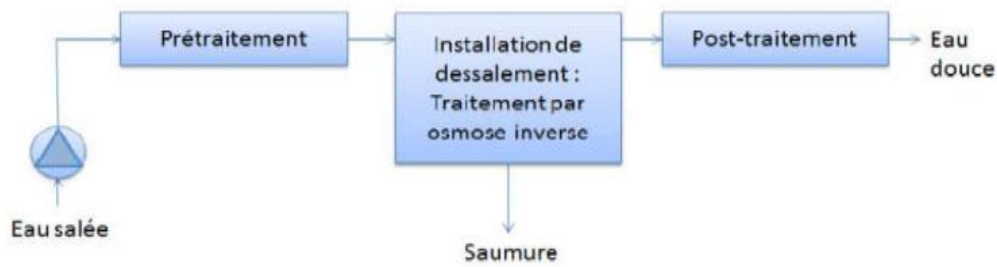 Prétraitement
Installation de
dessalement :
Traitement par
osmose inverse
Post-traitement
Eau
douce
Eau salée
Saumure